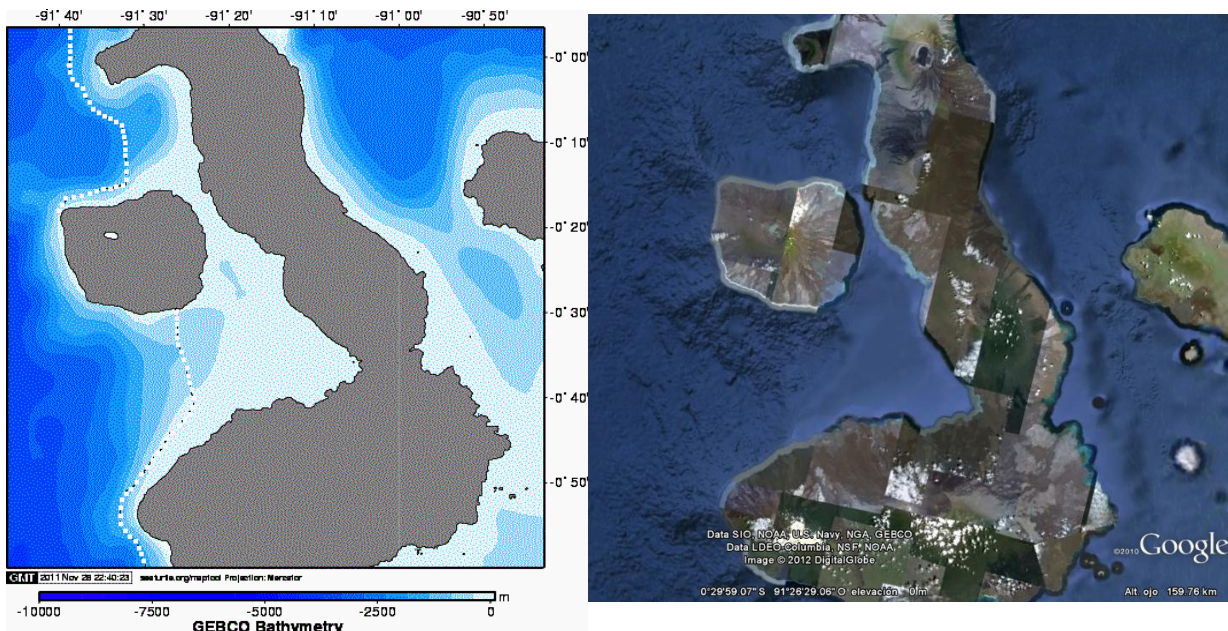 -91° 40' -91° 30' -91° 20' -91° 10' -91° 00' -90° 50'
-0° 00'
-0° 10'
-0° 20'
-0° 30'
-0° 40'
-0° 50'
GMT 2011 Nov 28 22:40:23 seaturtle.org/maptool Projection: Mercator
-10000 -7500 -5000 -2500 0 m
GEBCO Bathymetry
Data SIO, NOAA, U.S. Navy, NGA, GEBCO
Data LDEO-Columbia, NSF, NOAA
Image © 2012 DigitalGlobe
©2010 Google
0°29'59.07" S 91°26'29.06" O elevación 0 m
Alt. ojo 159.76 km